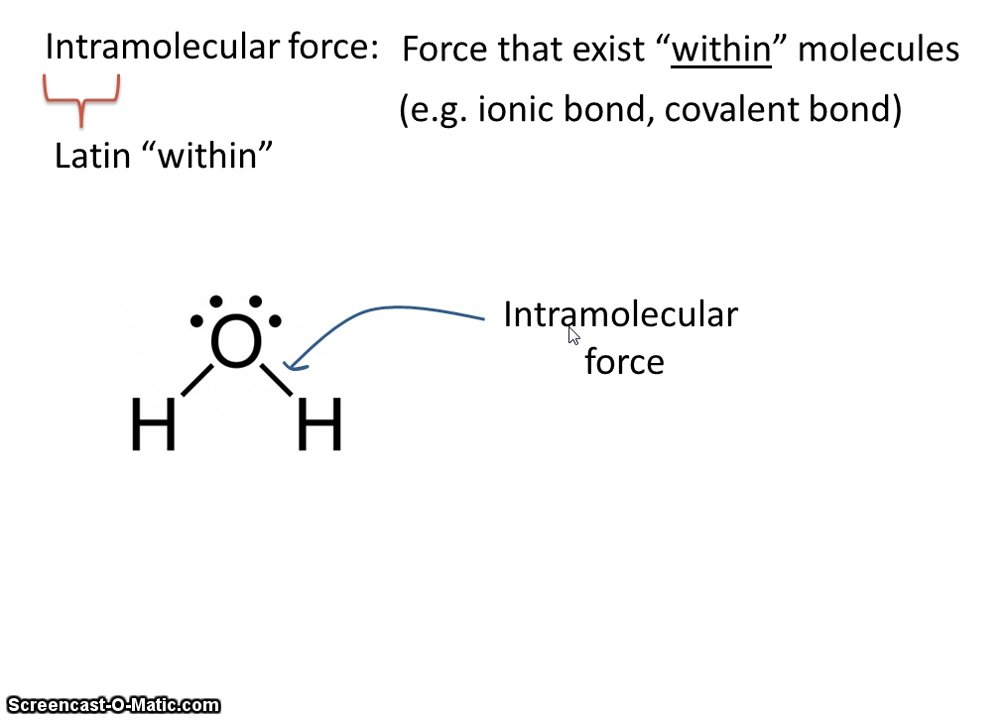 Intramolecular force: Force that exist “within” molecules
(e.g. ionic bond, covalent bond)
Latin “within”
Intramolecular
force
O
H H
Screencast-O-Matic.com